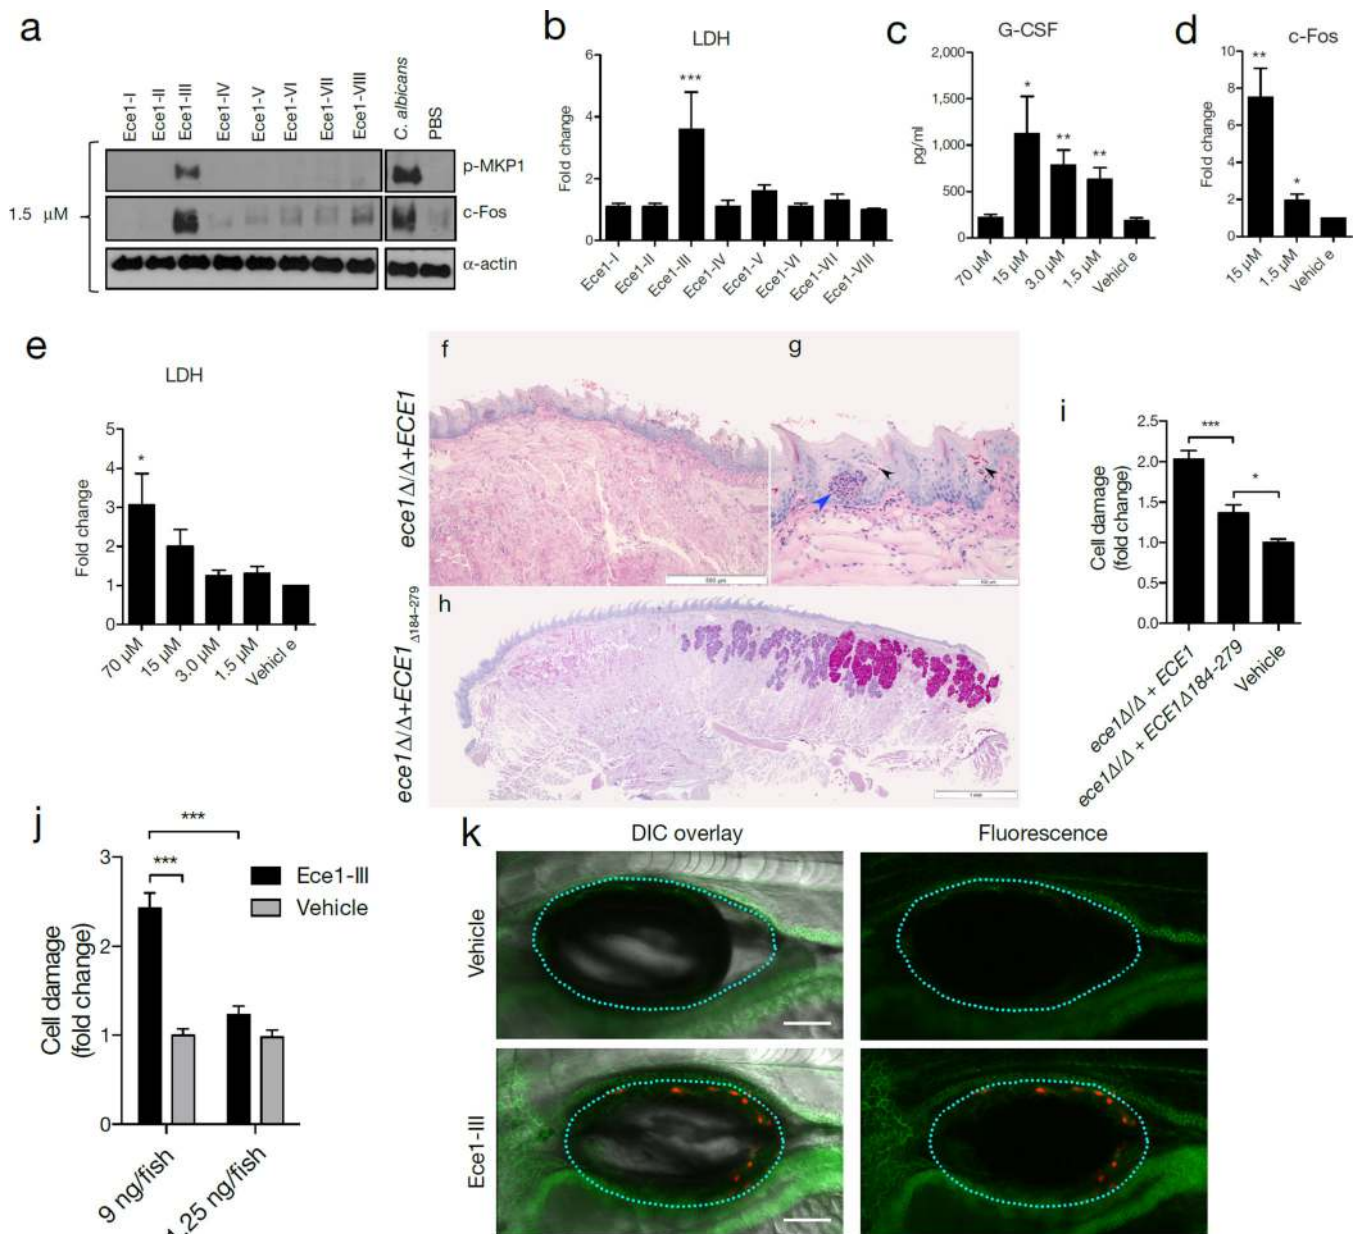 a
Ece1-I
Ece1-II
Ece1-III
Ece1-IV
Ece1-V
Ece1-VI
Ece1-VII
Ece1-VIII
C. albicans
PBS
1.5 μM
p-MKP1
c-Fos
α-actin
b
LDH
Fold change
6
4
2
0
***
Ece1-I
Ece1-II
Ece1-III
Ece1-IV
Ece1-V
Ece1-VI
Ece1-VII
Ece1-VIII
c
G-CSF
pg/ml
2,000
1,500
1,000
500
0
*
**
**
70 μM
15 μM
3.0 μM
1.5 μM
Vehicl e
d
c-Fos
Fold change
10
8
6
4
2
0
**
*
15 μM
1.5 μM
Vehicl e
e
LDH
Fold change
5
4
3
2
1
0
*
70 μM
15 μM
3.0 μM
1.5 μM
Vehicl e
f
g
ece1Δ/Δ+ECE1
h
ece1Δ/Δ+ECE1Δ184–279
i
Cell damage
(fold change)
2.5
2.0
1.5
1.0
0.5
0.0
***
*
ece1Δ/Δ + ECE1
ece1Δ/Δ + ECE1Δ184-279
Vehicle
j
Cell damage
(fold change)
3
2
1
0
***
***
Ece1-III
Vehicle
9 ng/fish
1.25 ng/fish
k
DIC overlay
Fluorescence
Vehicle
Ece1-III